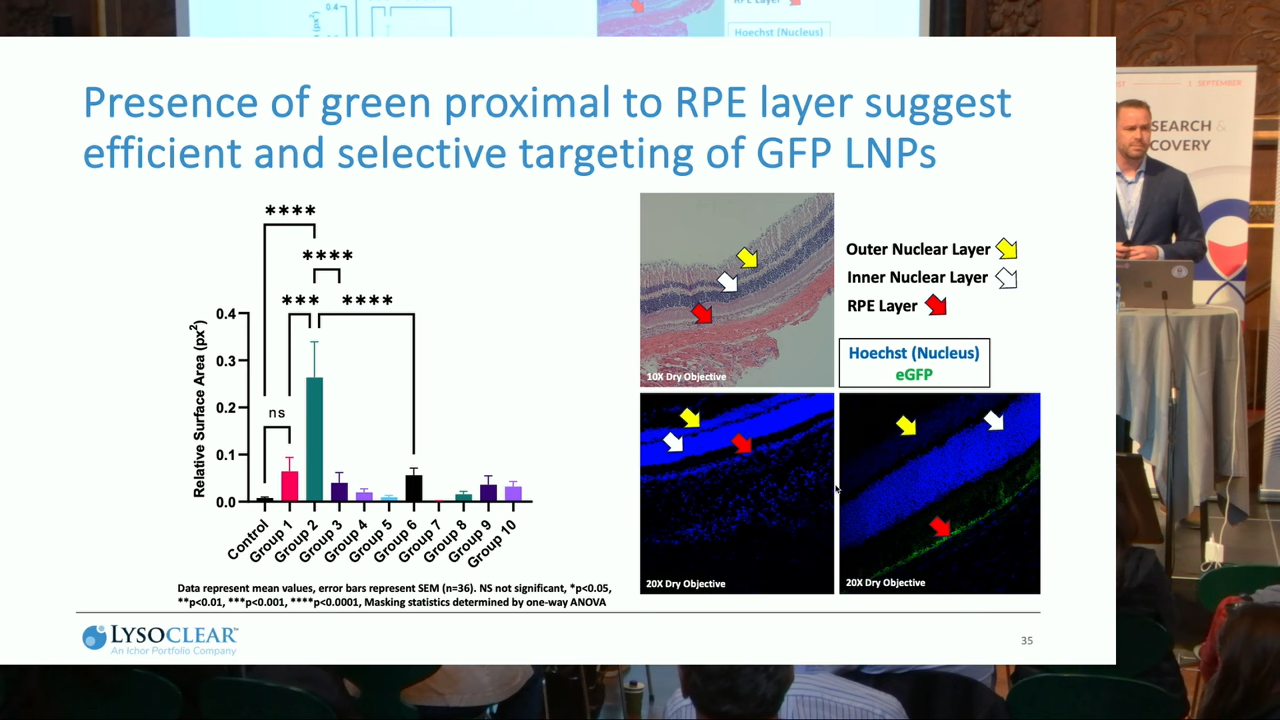 0.4
RPE Layer
Hoechst (Nucleus)
Presence of green proximal to RPE layer suggest
efficient and selective targeting of GFP LNPs
SEPTEMBER
SEARCH &
COVERY
****
****
*** ****
ns
Relative Surface Area (px²)
0.4
0.3
0.2
0.1
0.0
Control
Group 1
Group 2
Group 3
Group 4
Group 5
Group 6
Group 7
Group 8
Group 9
Group 10
Data represent mean values, error bars represent SEM (n=36). NS not significant, *p<0.05,
**p<0.01, ***p<0.001, ****p<0.0001, Masking statistics determined by one-way ANOVA
10X Dry Objective
Outer Nuclear Layer
Inner Nuclear Layer
RPE Layer
Hoechst (Nucleus)
eGFP
20X Dry Objective
20X Dry Objective
LYSOCLEAR™
An Ichor Portfolio Company
35